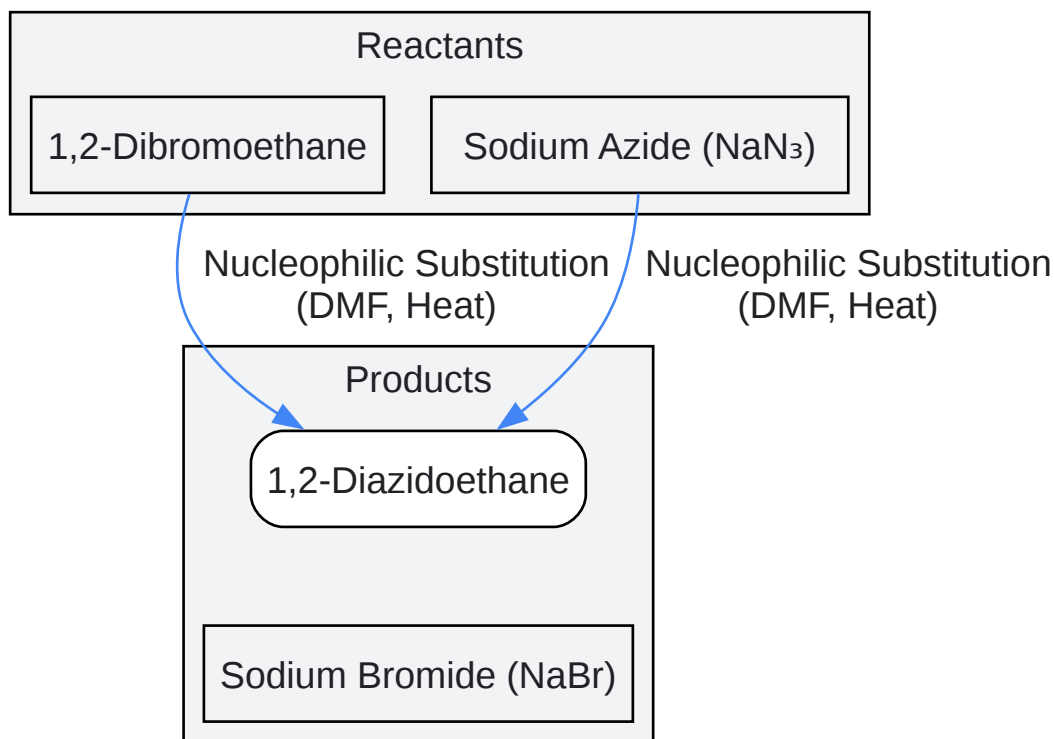 Reactants
1,2-Dibromoethane
Sodium Azide (NaN₃)
Nucleophilic Substitution
(DMF, Heat)
Nucleophilic Substitution
(DMF, Heat)
Products
1,2-Diazidoethane
Sodium Bromide (NaBr)